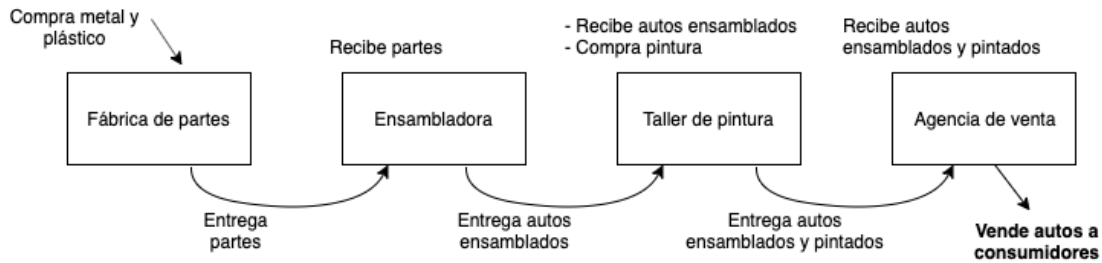 Compra metal y
plástico
Recibe partes
- Recibe autos ensamblados
- Compra pintura
Recibe autos
ensamblados y pintados
Fábrica de partes
Ensambladora
Taller de pintura
Agencia de venta
Entrega
partes
Entrega autos
ensamblados
Entrega autos
ensamblados y pintados
Vende autos a
consumidores